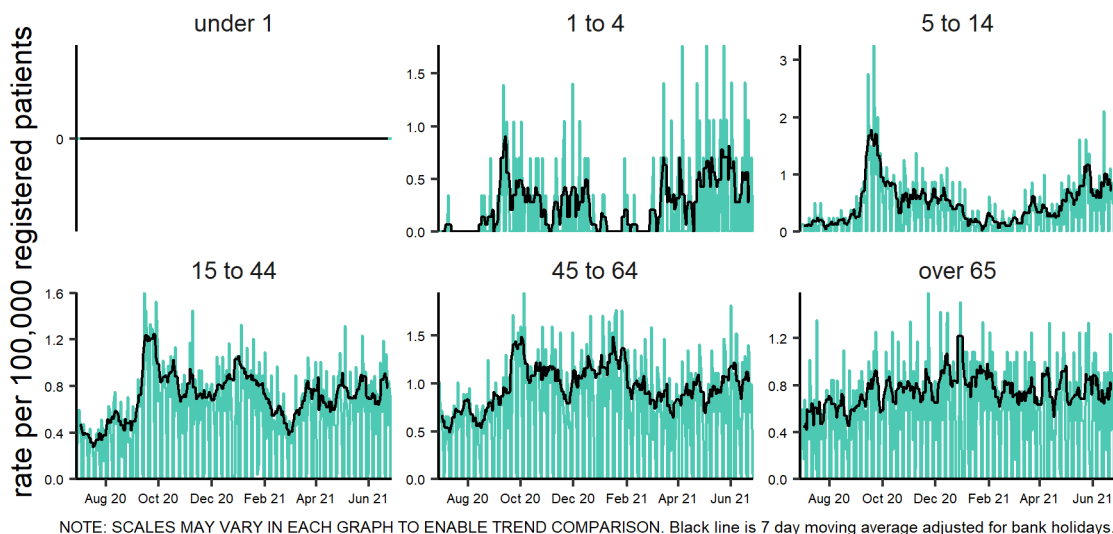 rate per 100,000 registered patients
under 1
1 to 4
5 to 14
0
1.5
1.0
0.5
0.0
3
2
1
0
15 to 44
45 to 64
over 65
1.6
1.2
0.8
0.4
0.0
1.5
1.0
0.5
0.0
1.2
0.8
0.4
0.0
Aug 20 Oct 20 Dec 20 Feb 21 Apr 21 Jun 21
Aug 20 Oct 20 Dec 20 Feb 21 Apr 21 Jun 21
Aug 20 Oct 20 Dec 20 Feb 21 Apr 21 Jun 21
NOTE: SCALES MAY VARY IN EACH GRAPH TO ENABLE TREND COMPARISON. Black line is 7 day moving average adjusted for bank holidays.